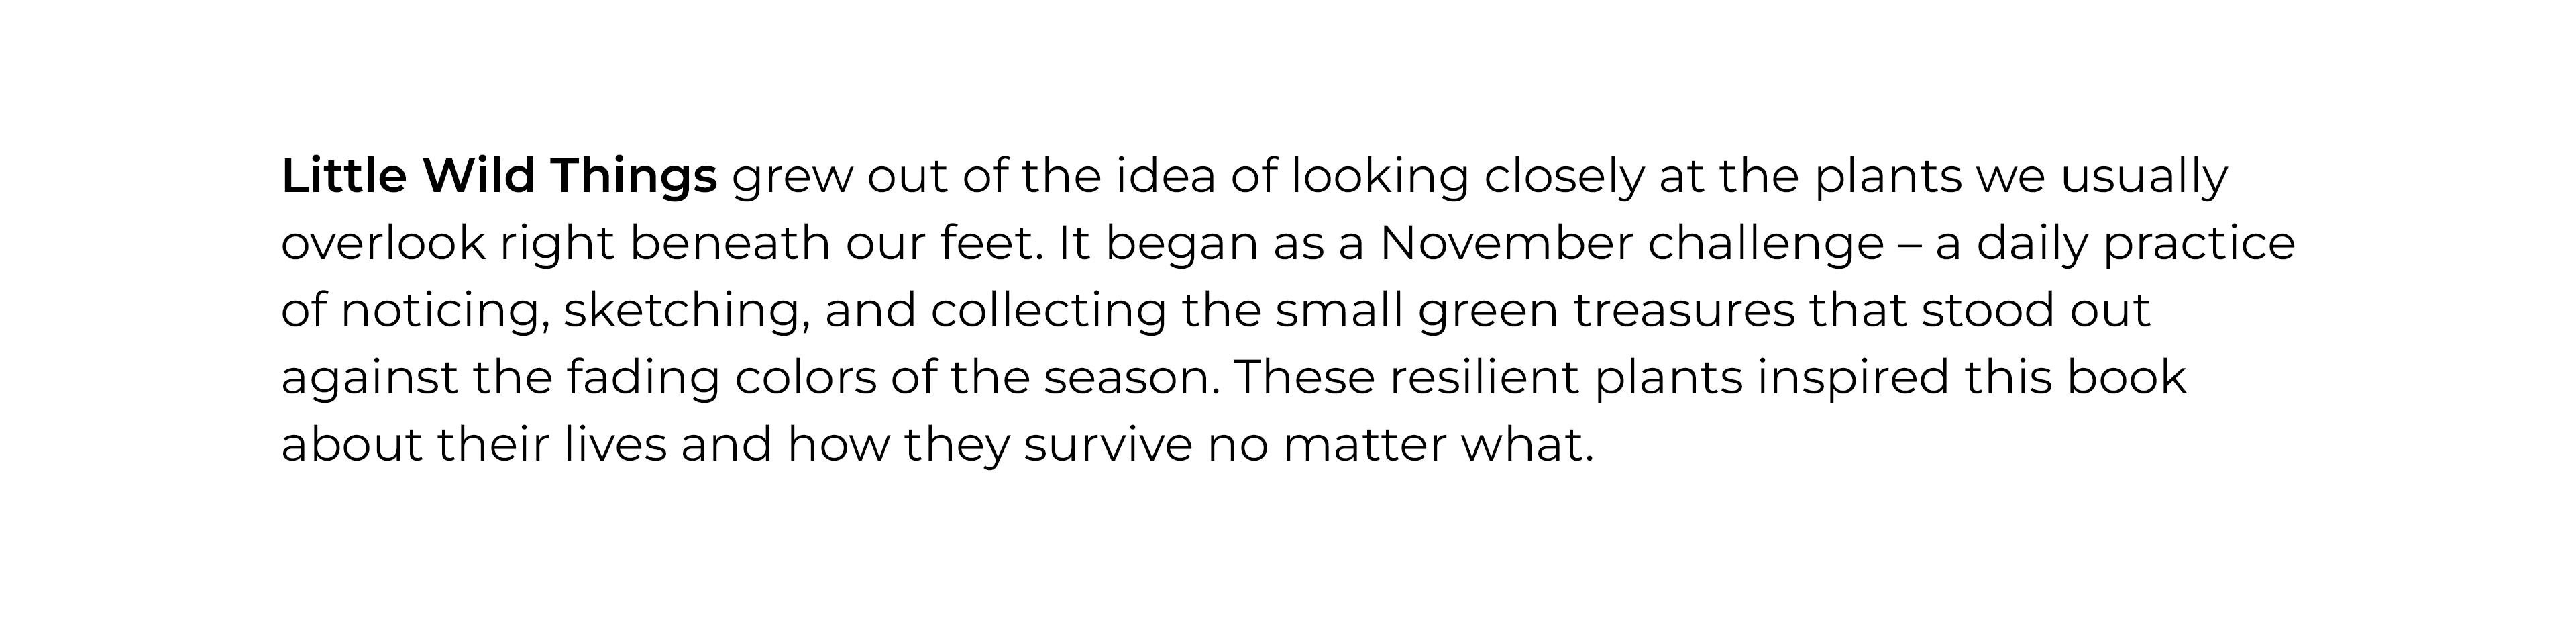 Little Wild Things grew out of the idea of looking closely at the plants we usually
overlook right beneath our feet. It began as a November challenge – a daily practice
of noticing, sketching, and collecting the small green treasures that stood out
against the fading colors of the season. These resilient plants inspired this book
about their lives and how they survive no matter what.